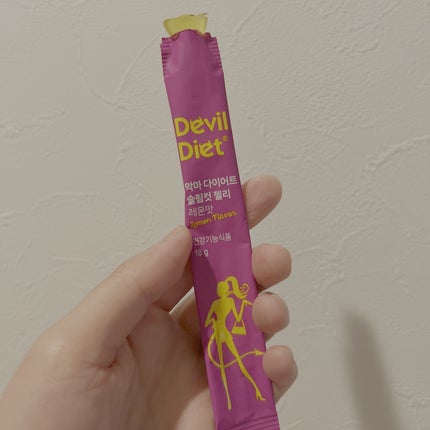 Devil
Diet®
악마 다이어트
슬림컷 젤리
레몬맛
Lemon Flavor
건강기능식품
18 g